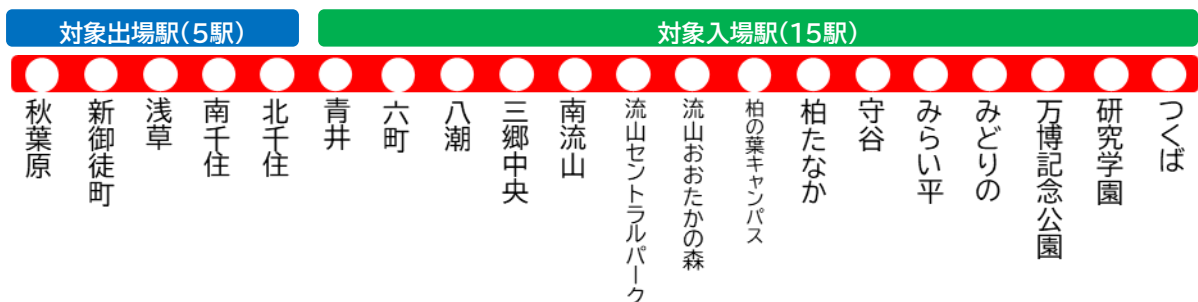 対象出場駅(5駅)
対象入場駅(15駅)
秋葉原
新御徒町
浅草
南千住
北千住
青井
六町
八潮
三郷中央
南流山
流山セントラルパーク
流山おおたかの森
柏の葉キャンパス
柏たなか
守谷
みらい平
みどりの
万博記念公園
研究学園
つくば